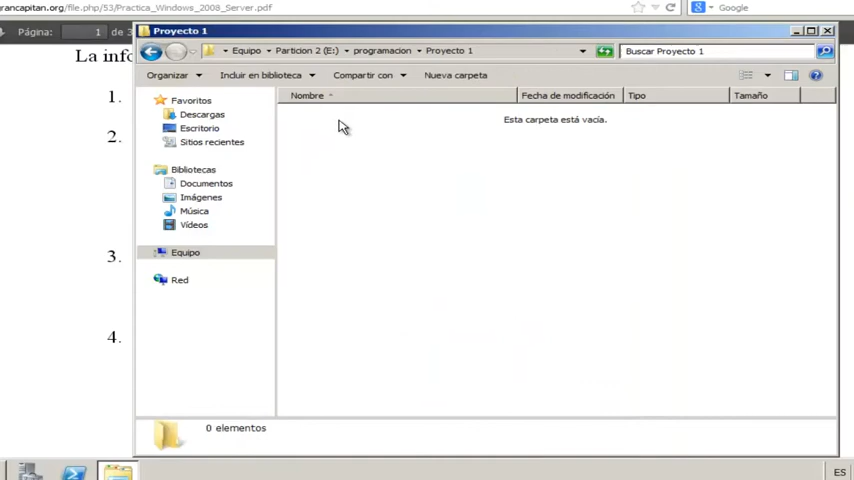 grancapitan.org/file.php/53/Practica_Windows_2008_Server.pdf
Google
Página: 1 de 3
La info
1.
2.
3.
4.
Proyecto 1
Equipo Particion 2 (E:) programacion Proyecto 1
Buscar Proyecto 1
Organizar Incluir en biblioteca Compartir con Nueva carpeta
Nombre Fecha de modificación Tipo Tamaño
Esta carpeta está vacía.
Favoritos
Descargas
Escritorio
Sitios recientes
Bibliotecas
Documentos
Imágenes
Música
Vídeos
Equipo
Red
0 elementos
ES